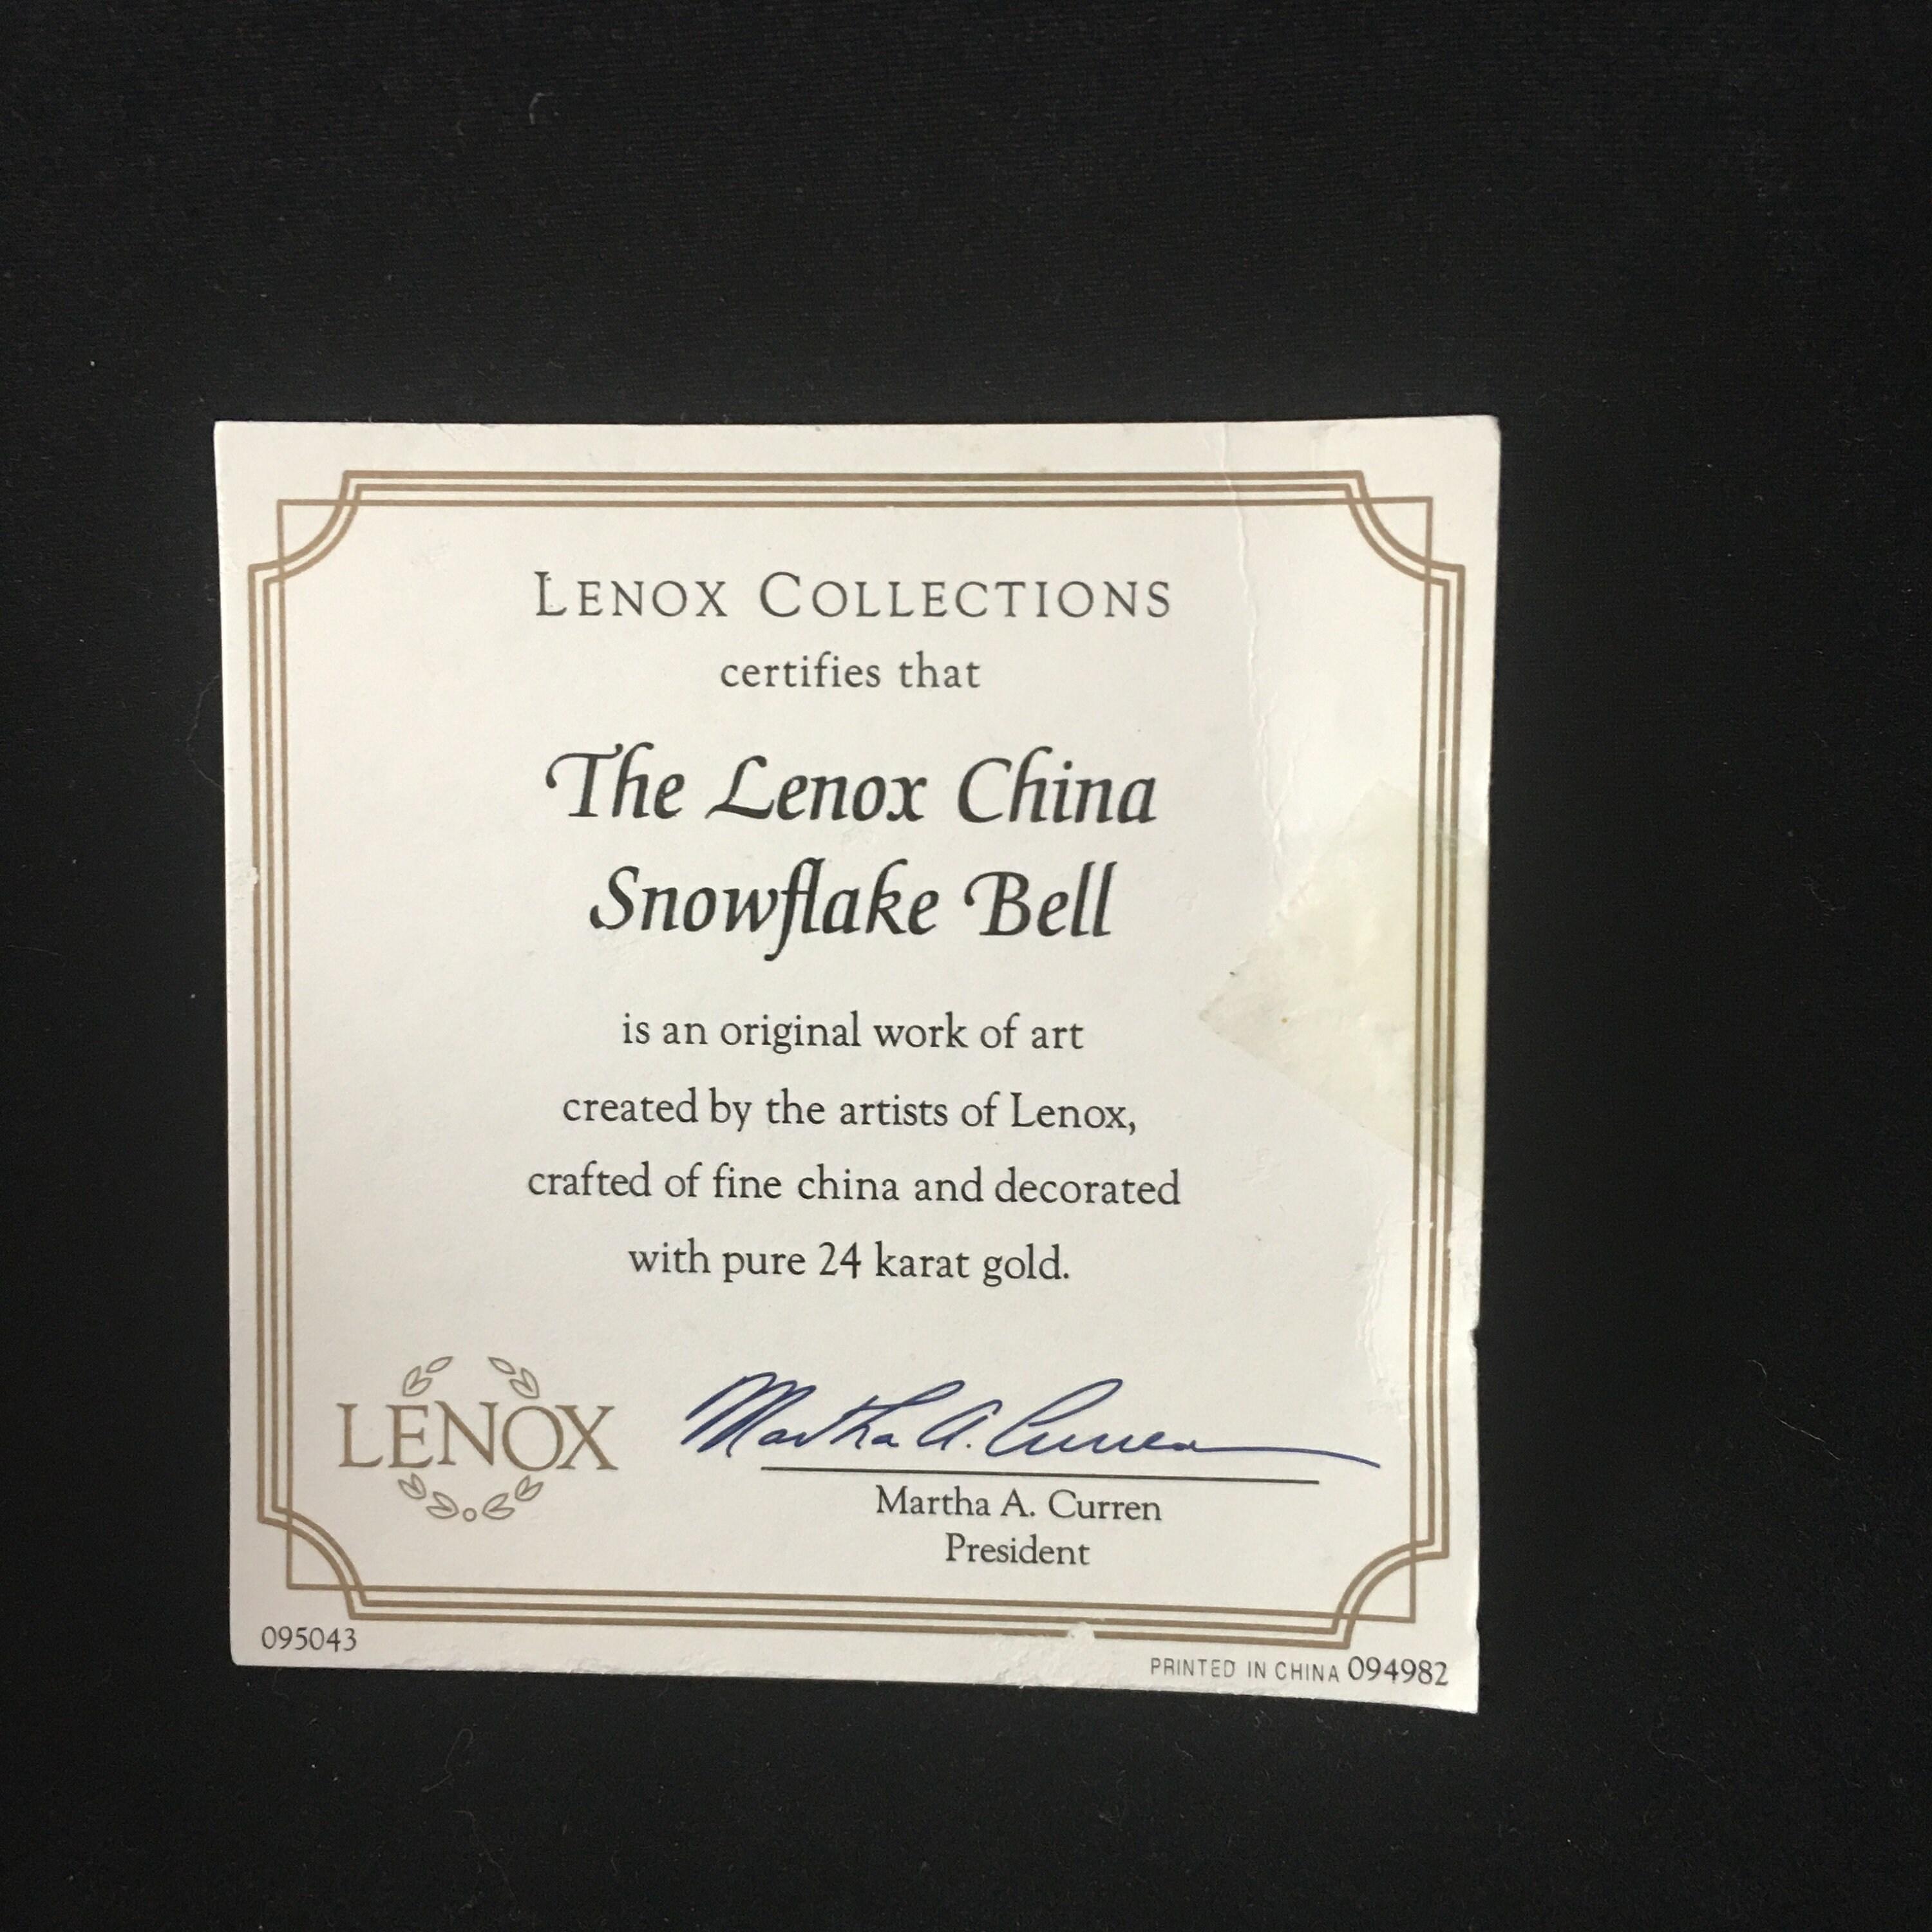 LENOX COLLECTIONS
certifies that
The Lenox China
Snowflake Bell
is an original work of art
created by the artists of Lenox,
crafted of fine china and decorated
with pure 24 karat gold.
LENOX
Martha A. Curren
Martha A. Curren
President
095043
PRINTED IN CHINA 094982